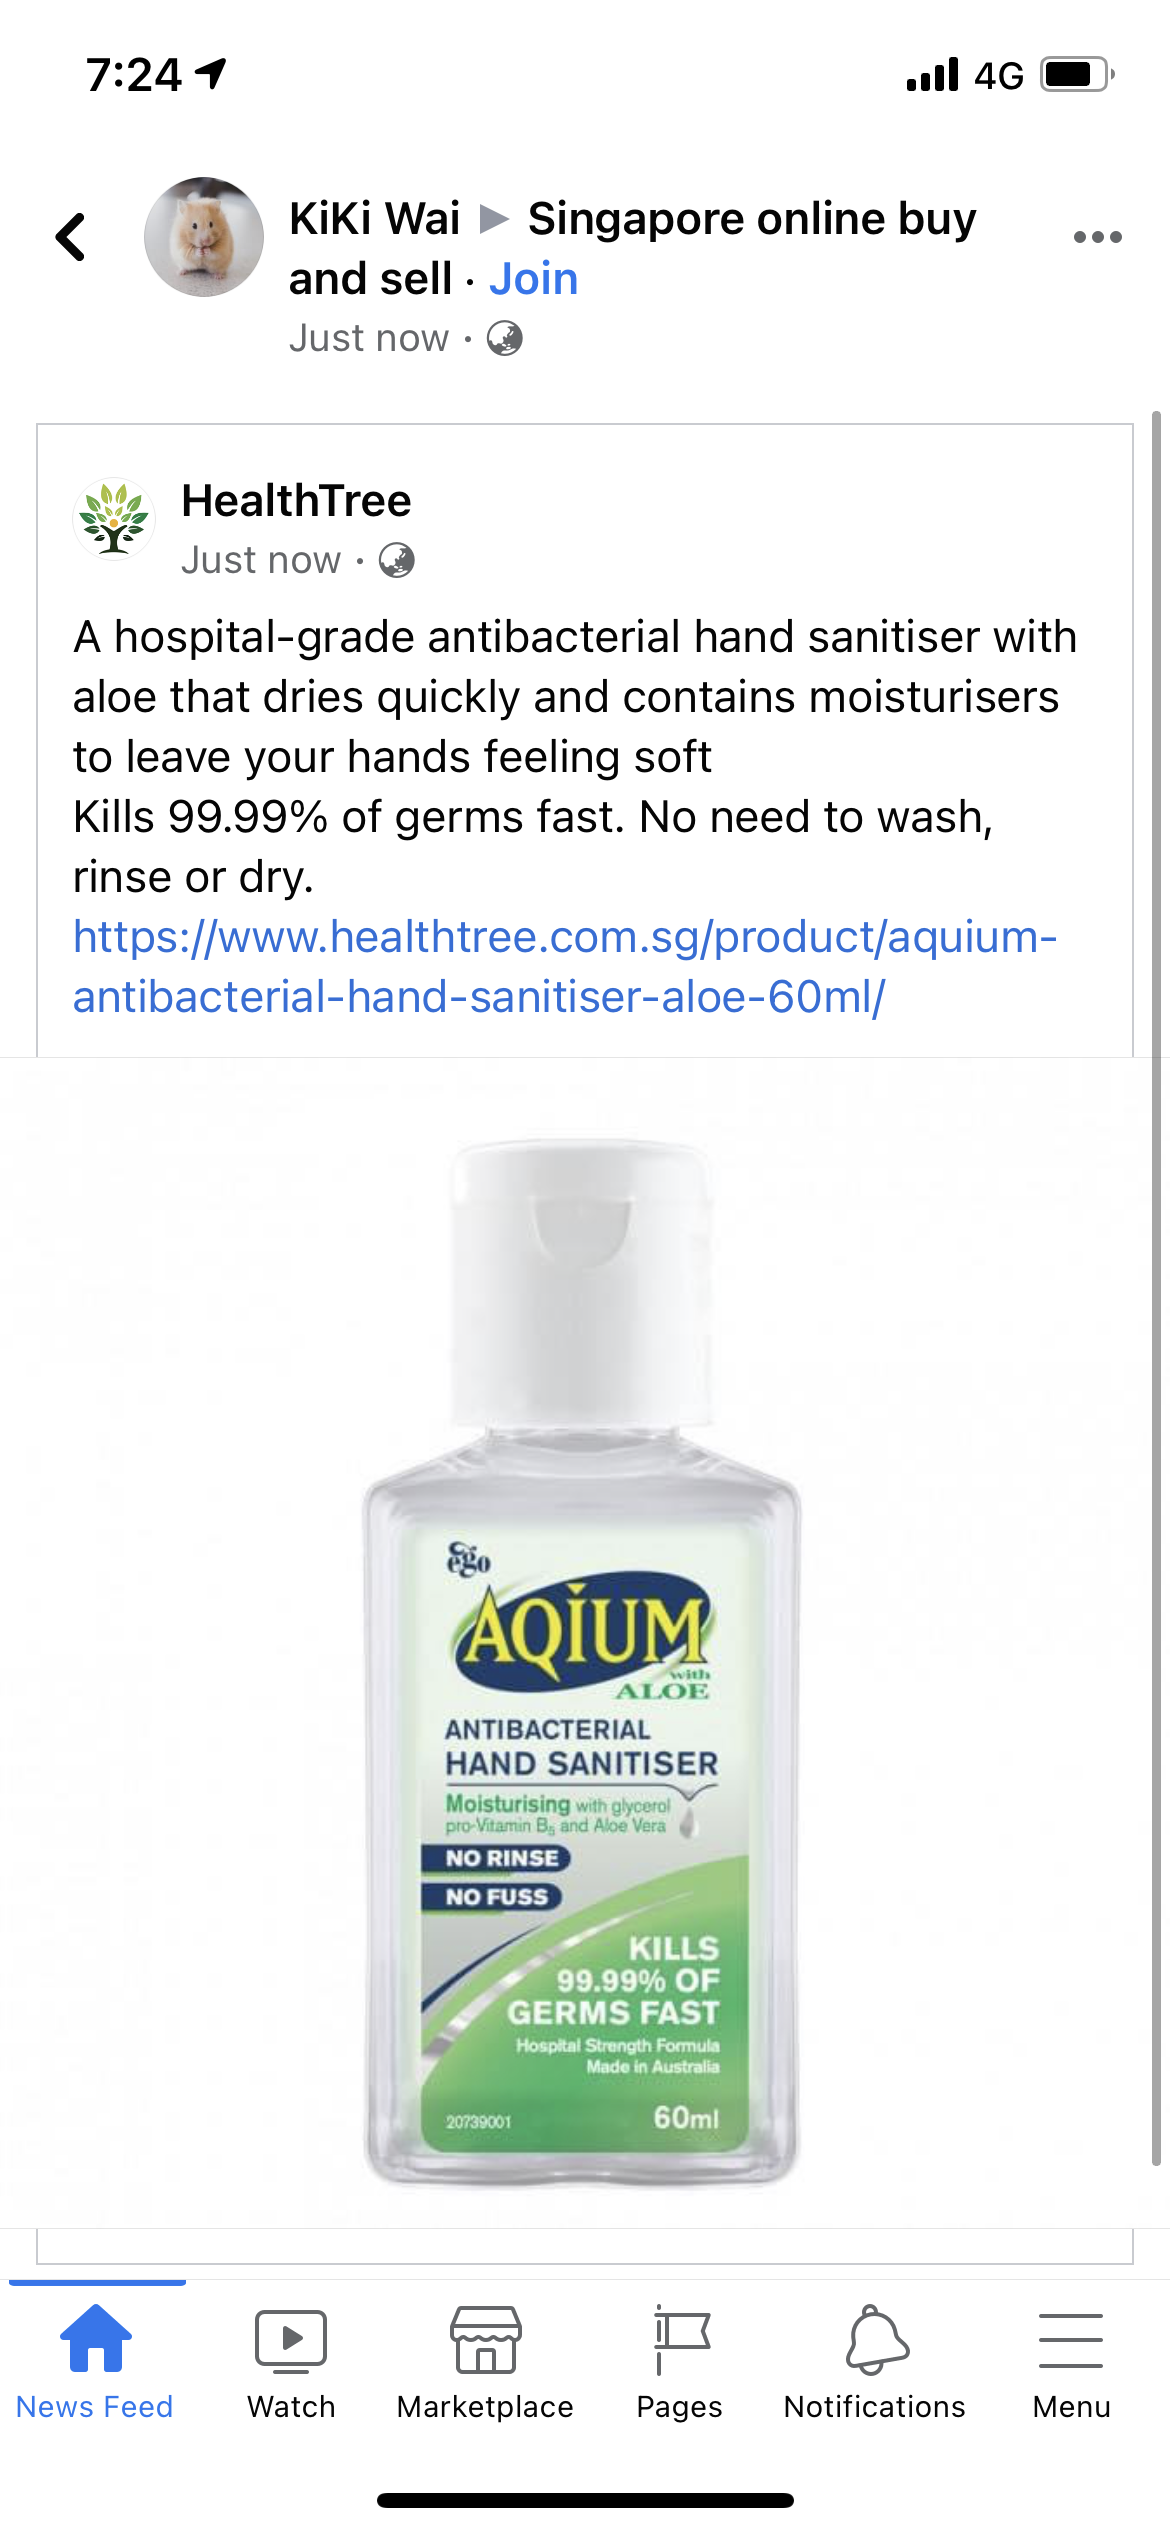 7:24
4G
KiKi Wai ▶ Singapore online buy
and sell · Join
Just now ·
HealthTree
Just now ·
A hospital-grade antibacterial hand sanitiser with
aloe that dries quickly and contains moisturisers
to leave your hands feeling soft
Kills 99.99% of germs fast. No need to wash,
rinse or dry.
https://www.healthtree.com.sg/product/aquium-
antibacterial-hand-sanitiser-aloe-60ml/
ego
AQIUM
with
ALOE
ANTIBACTERIAL
HAND SANITISER
Moisturising with glycerol
pro-Vitamin B5 and Aloe Vera
NO RINSE
NO FUSS
KILLS
99.99% OF
GERMS FAST
Hospital Strength Formula
Made in Australia
20739001
60ml
News Feed
Watch
Marketplace
Pages
Notifications
Menu